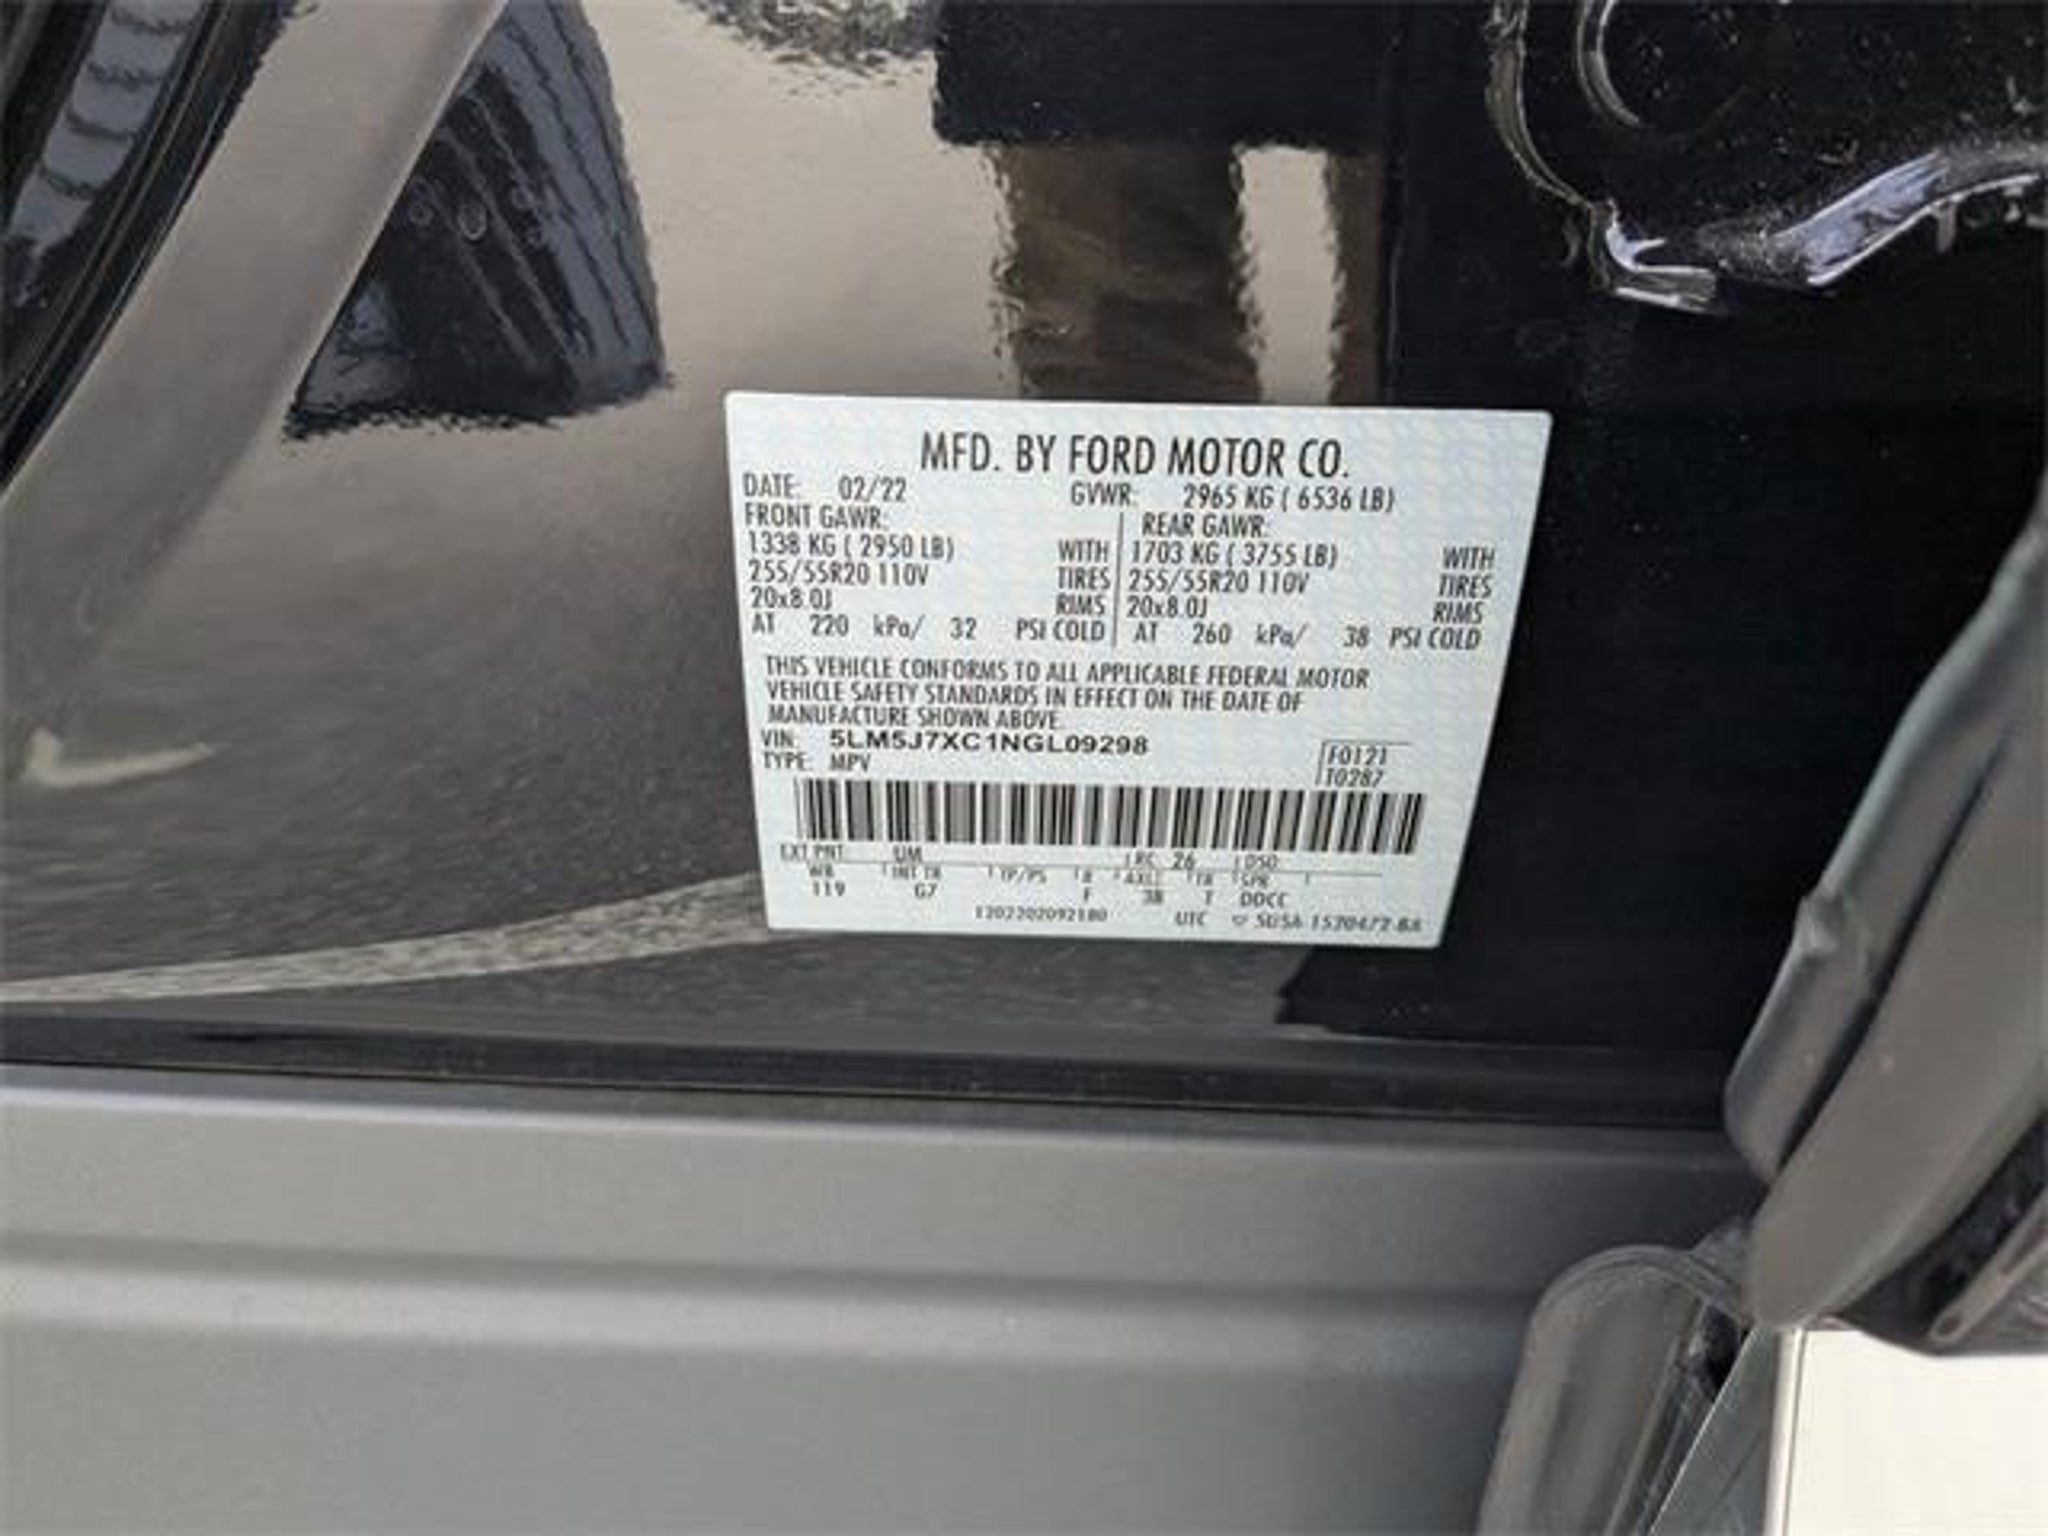 MFD. BY FORD MOTOR CO.
DATE: 02/22 GVWR: 2965 KG ( 6536 LB)
FRONT GAWR: REAR GAWR:
1338 KG ( 2950 LB) WITH 1703 KG ( 3755 LB) WITH
255/55R20 110V TIRES 255/55R20 110V TIRES
20x8.0J RIMS 20x8.0J RIMS
AT 220 kPa/ 32 PSI COLD AT 260 kPa/ 38 PSI COLD
THIS VEHICLE CONFORMS TO ALL APPLICABLE FEDERAL MOTOR
VEHICLE SAFETY STANDARDS IN EFFECT ON THE DATE OF
MANUFACTURE SHOWN ABOVE.
VIN: 5LM5J7XC1NGL09298 F0121
TYPE: MPV T0287
EXT PNT UM RC 26 DSO
WB INT TR TP/PS R AXLE TR SPR
119 G7 F 38 T DDCC
UTC